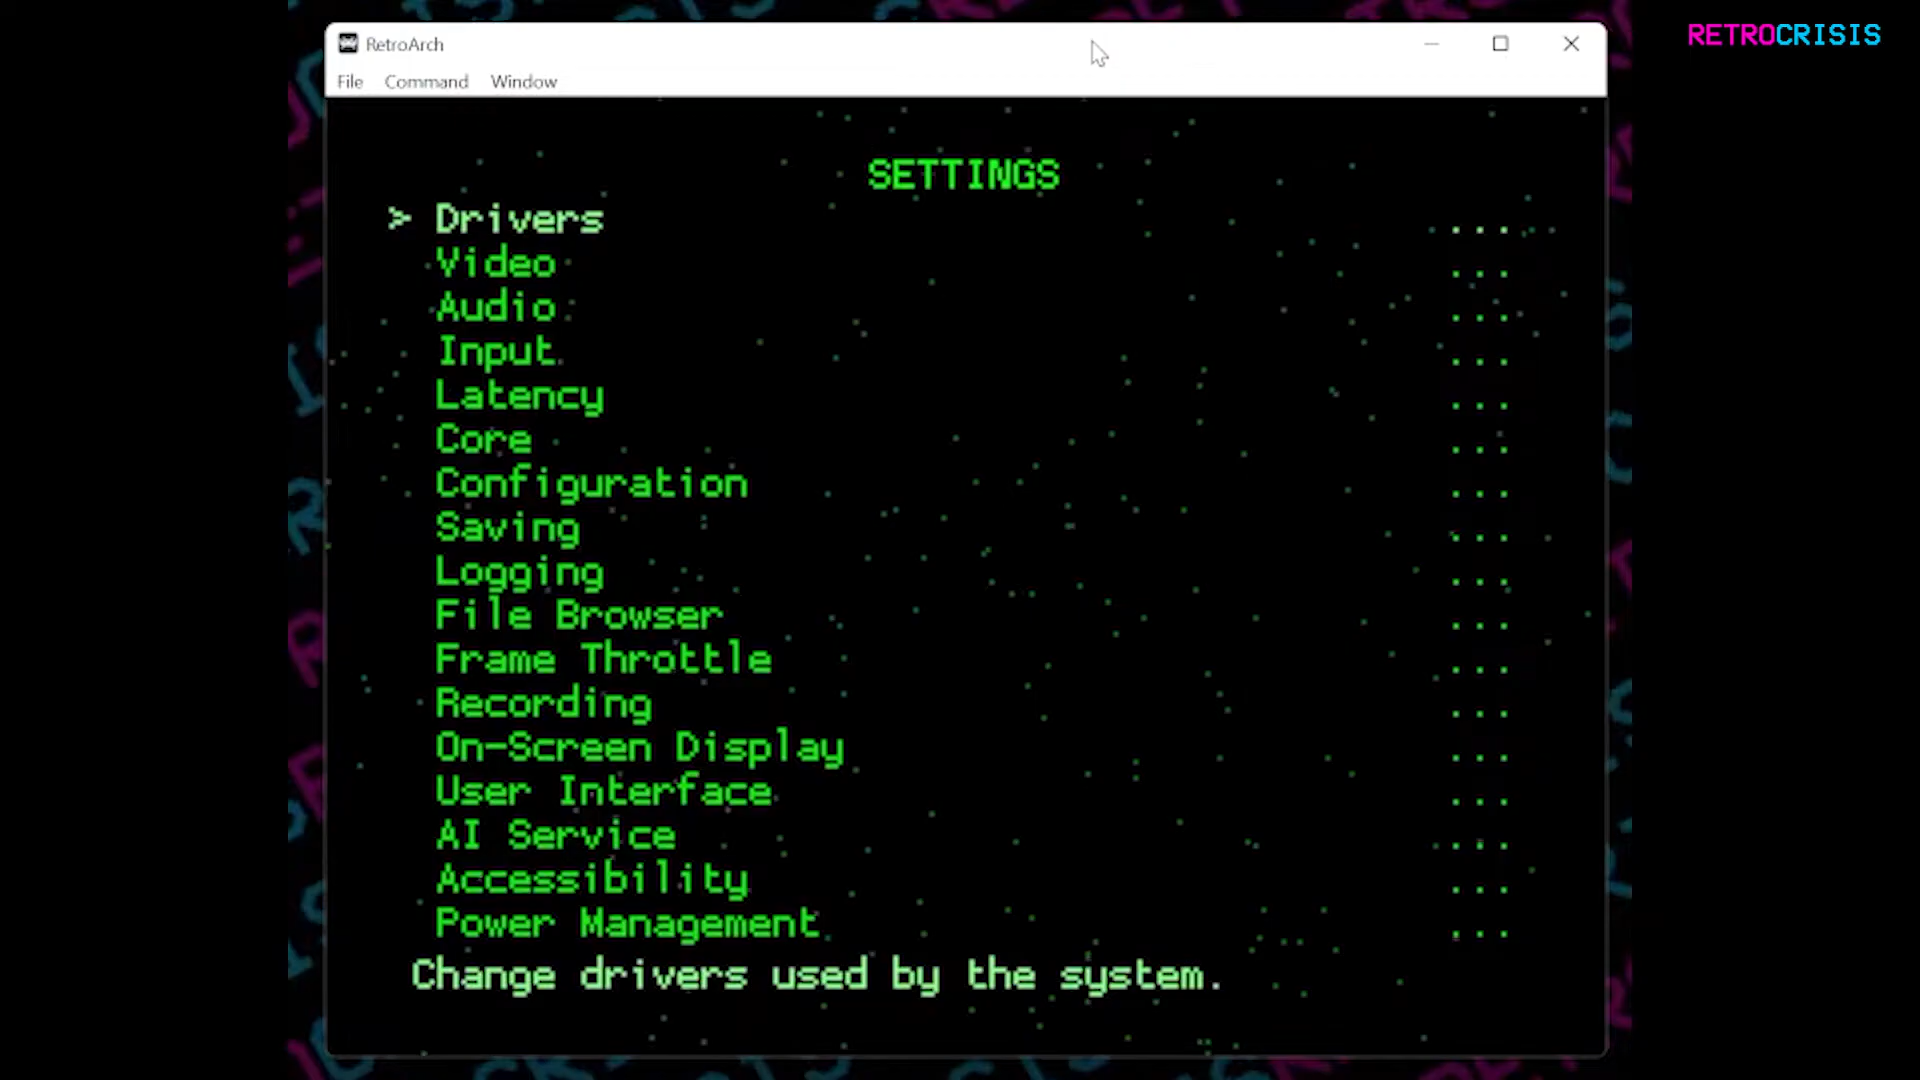 RetroArch
RETROCRISIS
File Command Window
SETTINGS
> Drivers ...
Video ...
Audio ...
Input ...
Latency ...
Core ...
Configuration ...
Saving ...
Logging ...
File Browser ...
Frame Throttle ...
Recording ...
On-Screen Display ...
User Interface ...
AI Service ...
Accessibility ...
Power Management ...
Change drivers used by the system.